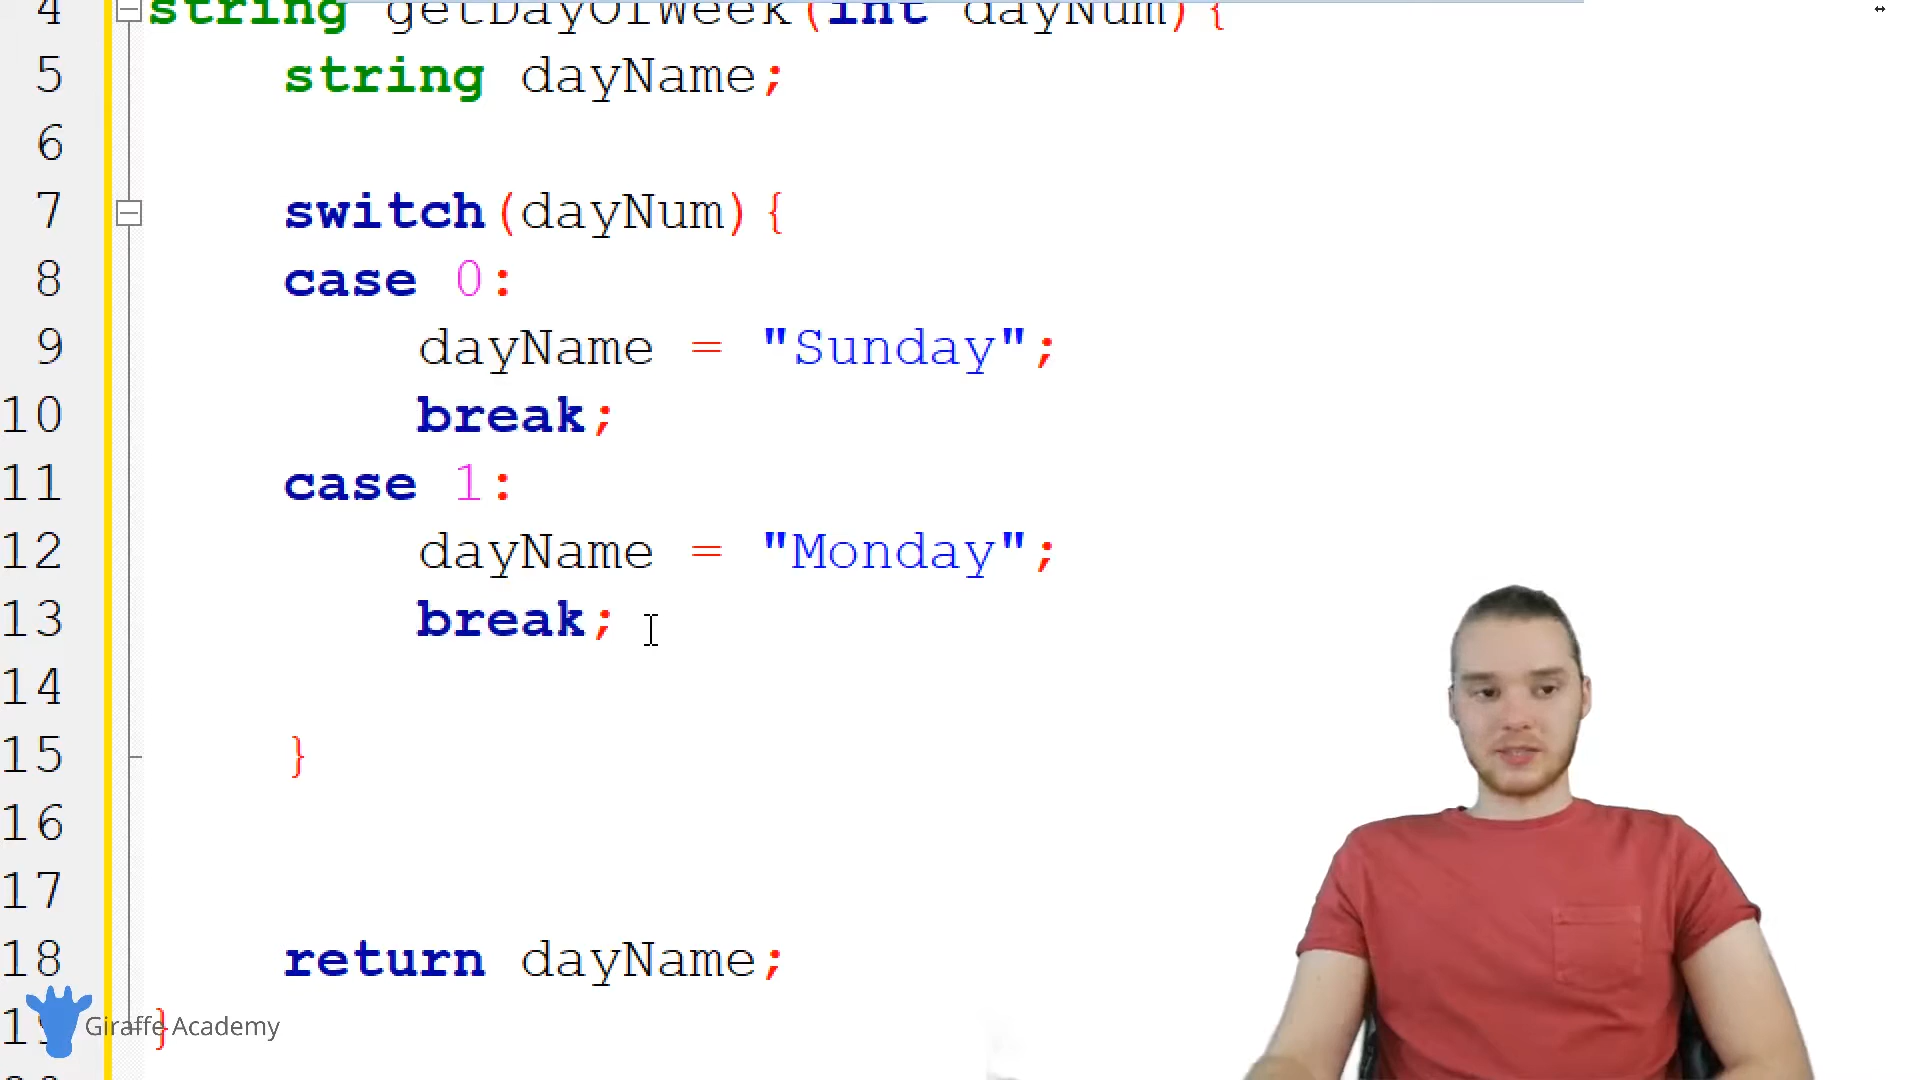 4 string getDayOfWeek(int dayNum){
5 string dayName;
6
7 switch(dayNum){
8 case 0:
9 dayName = "Sunday";
10 break;
11 case 1:
12 dayName = "Monday";
13 break;
14
15 }
16
17
18 return dayName;
19 }
Giraffe Academy